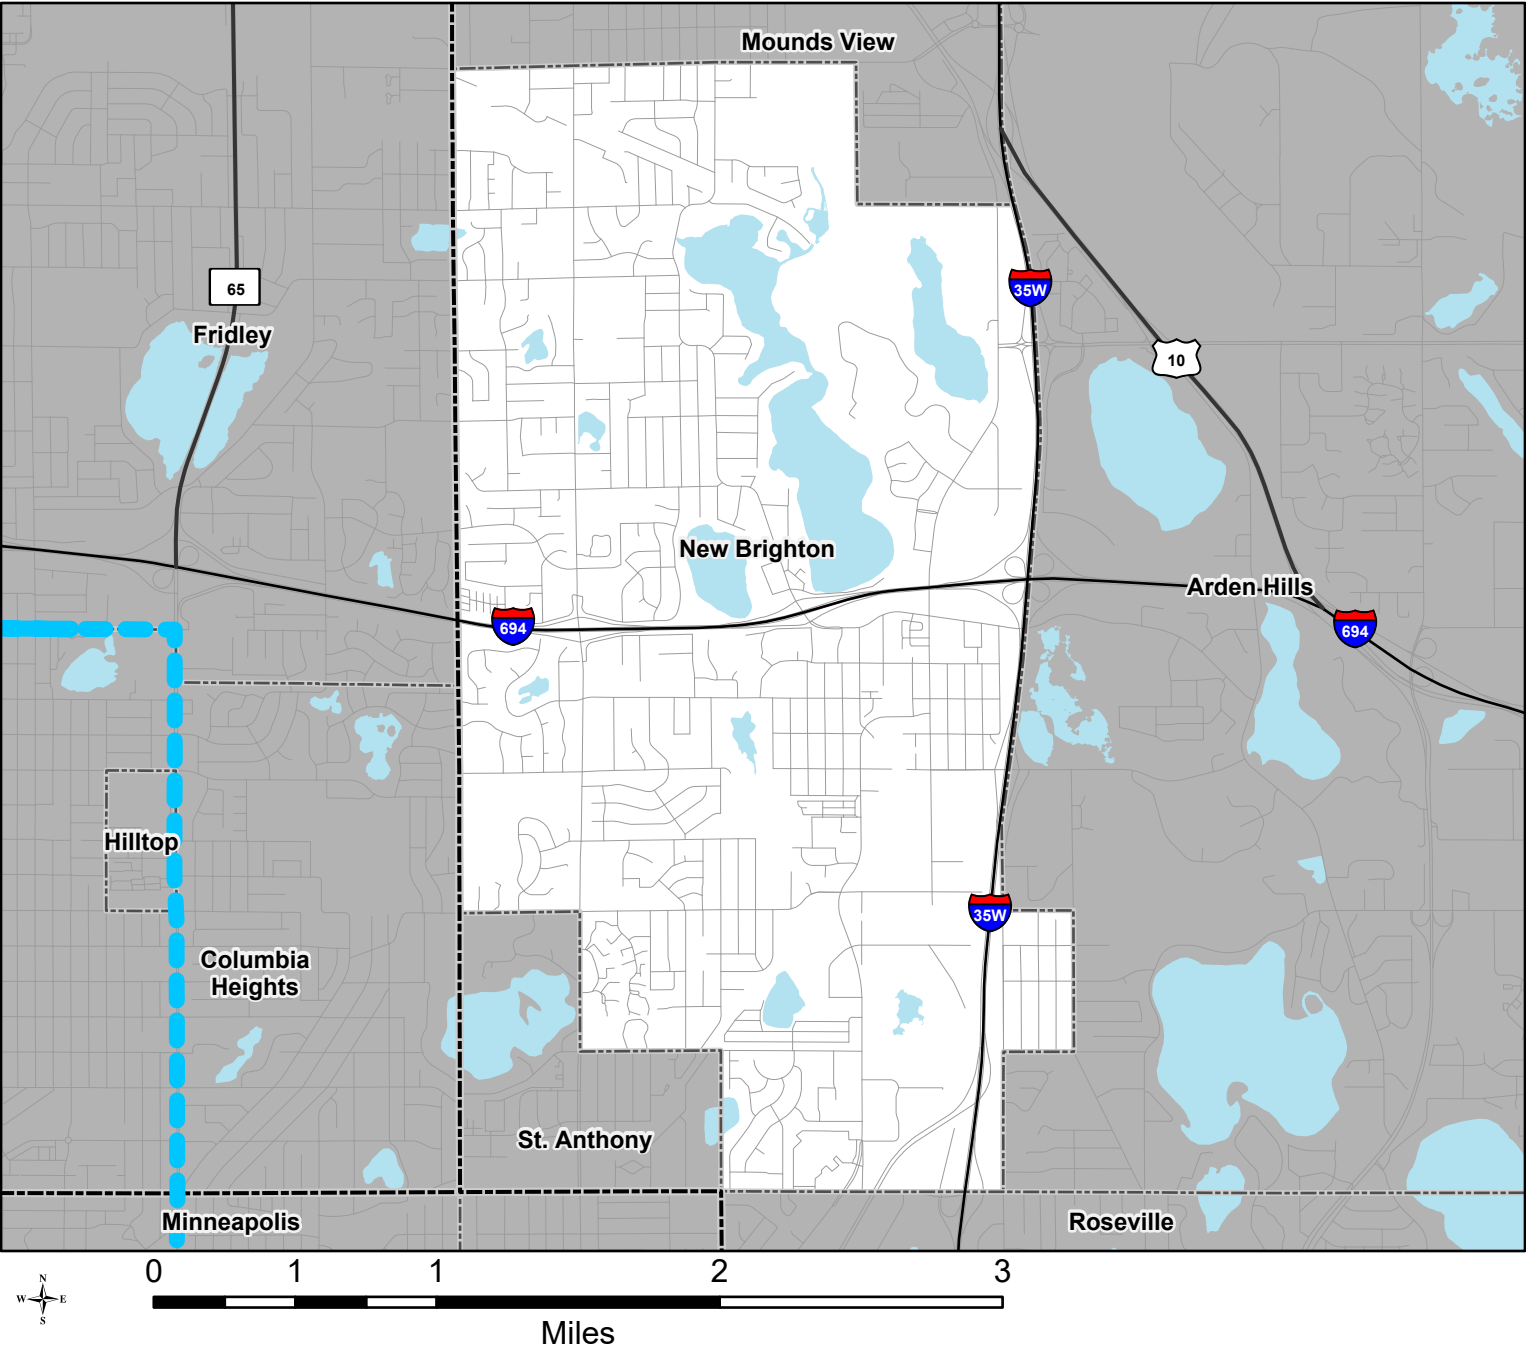 Mounds View
35W
65
Fridley
10
New Brighton
Arden Hills
694
694
Hilltop
35W
Columbia
Heights
St. Anthony
Minneapolis
Roseville
0 1 1 2 3
N
W E
S
Miles